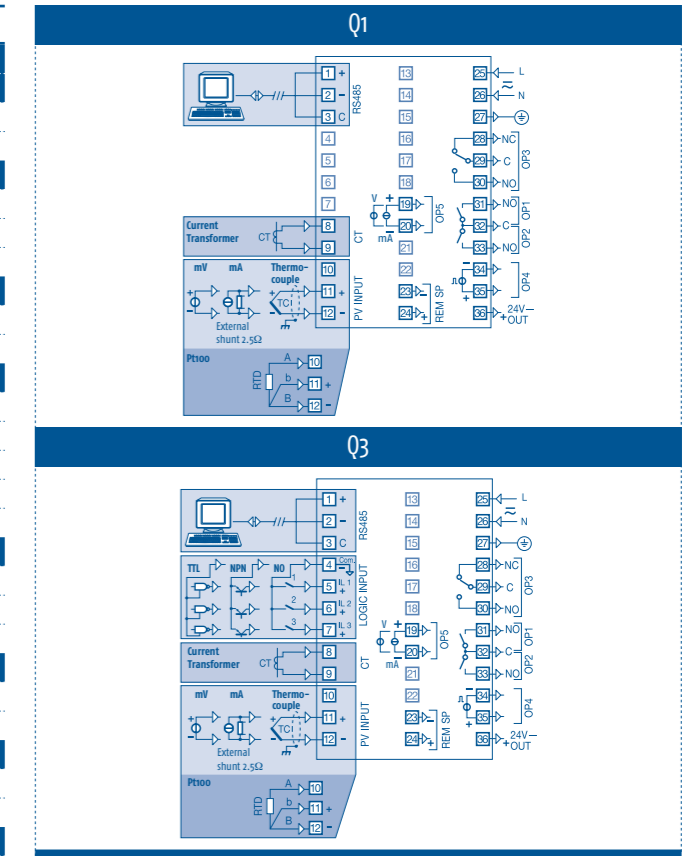 Q1
1 + 13 25 L
2 - 14 26 N
3 C 15 27
RS485
4 16 28 NC
5 17 29 C
6 18 30 NO
OP3
7 V + 19 31 NO OP1
Current 8 mA - 20 OP5 32 C
Transformer CT 9 CT 21 33 NO OP2
mV mA Thermo- 10 22 - 34
couple
+ + TC 11 + 23 - 35 OP4
- - 12 - 24 + REM SP 36 + 24V OUT
PV INPUT
External
shunt 2.5Ω
Pt100
RTD
A 10
b 11 +
B 12 -
Q3
1 + 13 25 L
2 - 14 26 N
3 C 15 27
RS485
TTL NPN NO 4 Com. - 16 28 NC
1 5 IL 1 + 17 29 C
2 6 IL 2 + 18 30 NO
OP3
3 7 IL 3 + V + 19 31 NO OP1
LOGIC INPUT
Current 8 mA - 20 OP5 32 C
Transformer CT 9 CT 21 33 NO OP2
mV mA Thermo- 10 22 - 34
couple
+ + TC 11 + 23 - 35 OP4
- - 12 - 24 + REM SP 36 + 24V OUT
PV INPUT
External
shunt 2.5Ω
Pt100
RTD
A 10
b 11 +
B 12 -